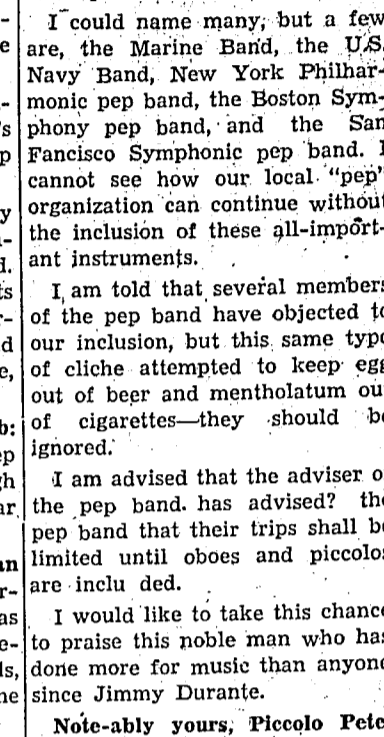 I could name many, but a few
are, the Marine Band, the U.S.
Navy Band, New York Philhar-
monic pep band, the Boston Sym-
phony pep band, and the San
Fancisco Symphonic pep band. I
cannot see how our local "pep"
organization can continue without
the inclusion of these all-import-
ant instruments.
I am told that several members
of the pep band have objected to
our inclusion, but this same type
of cliche attempted to keep egg
out of beer and mentholatum ou
of cigarettes—they should be
ignored.
I am advised that the adviser o
the pep band has advised? the
pep band that their trips shall be
limited until oboes and piccolos
are inclu ded.
I would like to take this chance
to praise this noble man who has
done more for music than anyone
since Jimmy Durante.
Note-ably yours, Piccolo Pete